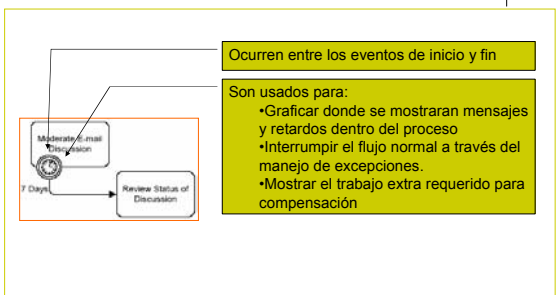 Ocurren entre los eventos de inicio y fin
Son usados para:
•Graficar donde se mostraran mensajes
y retardos dentro del proceso
•Interrumpir el flujo normal a través del
manejo de excepciones.
•Mostrar el trabajo extra requerido para
compensación
Moderate E-mail
Discussion
7 Days
Review Status of
Discussion